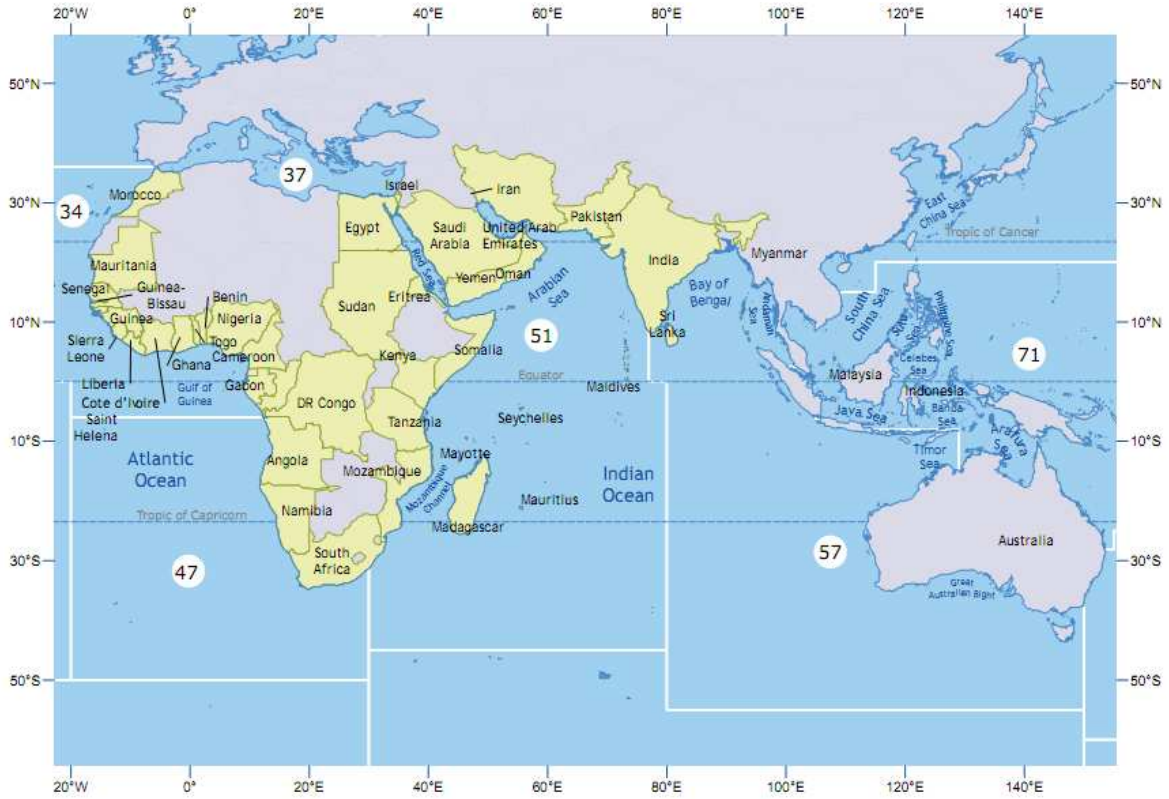 20°W 0° 20°E 40°E 60°E 80°E 100°E 120°E 140°E
50°N 50°N
37
Israel
Iran
Morocco
34
30°N 30°N
East
China Sea
Pakistan
Egypt
Saudi
Arabia
United Arab
Emirates
Tropic of Cancer
Red Sea
Myanmar
India
Mauritania
Yemen
Oman
Senegal
Guinea-
Bissau
Benin
Eritrea
Arabian
Sea
Bay of
Bengal
Andaman
Sea
South
China Sea
Sulu
Sea
Philippine Sea
Sudan
Guinea
Nigeria
10°N 10°N
Sri
Lanka
51
Sierra
Leone
Togo
Cameroon
Ghana
Kenya
Somalia
71
Celebes
Sea
Equator
Malaysia
Liberia
Gulf of
Guinea
Gabon
Maldives
Indonesia
Cote d'Ivoire
DR Congo
Saint
Helena
Tanzania
Seychelles
Java Sea
Banda
Sea
Arafura
Sea
10°S 10°S
Timor
Sea
Atlantic
Ocean
Angola
Mayotte
Mozambique
Indian
Ocean
Mozambique
Channel
Mauritius
Tropic of Capricorn
Namibia
Madagascar
57
Australia
30°S 30°S
47
South
Africa
Great
Australian Bight
50°S 50°S
20°W 0° 20°E 40°E 60°E 80°E 100°E 120°E 140°E